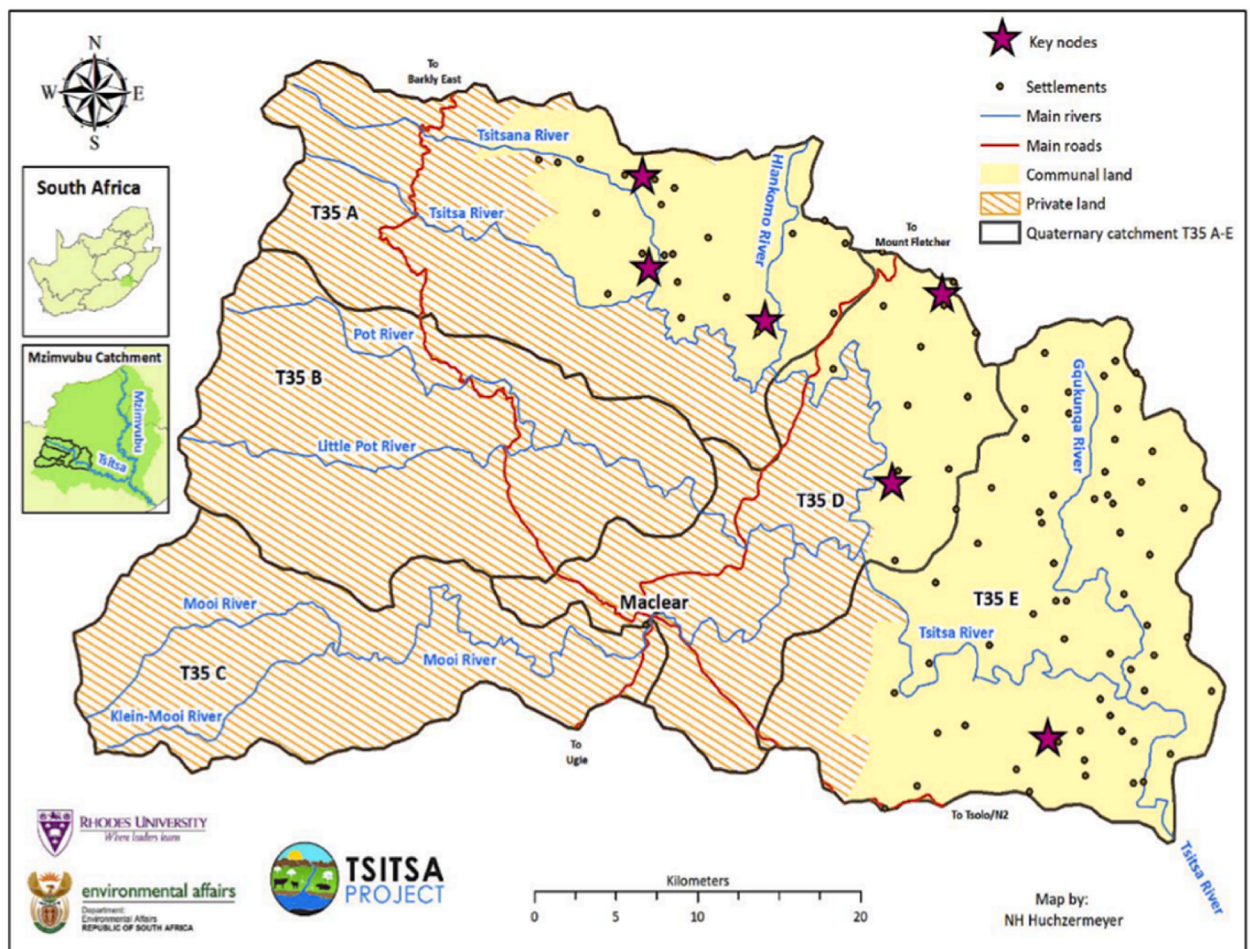 N
W
E
S
South Africa
Mzimvubu Catchment
Mzimvubu
Tsitsa
Key nodes
Settlements
Main rivers
Main roads
Communal land
Private land
Quaternary catchment T35 A-E
To
Barkly East
Tsitsana River
Hlankomo River
T35 A
Tsitsa River
To
Mount Fletcher
Pot River
T35 B
Gqukunqa River
Little Pot River
T35 D
Maclear
T35 E
Mooi River
Tsitsa River
Mooi River
T35 C
Klein-Mooi River
To
Ugie
To Tsolo/N2
Tsitsa River
RHODES UNIVERSITY
Where leaders learn
environmental affairs
Department:
Environmental Affairs
REPUBLIC OF SOUTH AFRICA
TSITSA
PROJECT
Kilometers
0 5 10 20
Map by:
NH Huchzermeyer